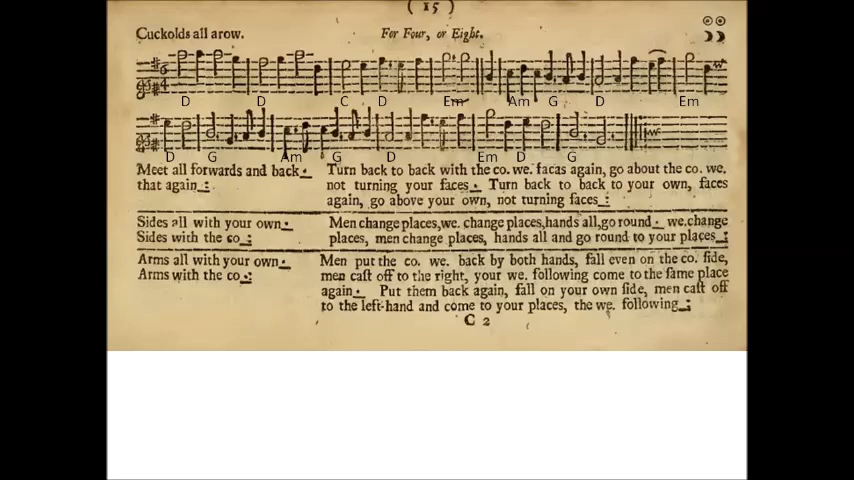 ( 15 )
Cuckolds all arow. For Four, or Eight.
6
4
D D C D Em Am G D Em
D G Am G D Em D G
Meet all forwards and back Turn back to back with the co. we. facas again, go about the co. we.
that again : not turning your faces Turn back to back to your own, faces
again, go above your own, not turning faces :
Sides all with your own Men change places, we. change places, hands all, go round we. change
Sides with the co : places, men change places, hands all and go round to your places :
Arms all with your own Men put the co. we. back by both hands, fall even on the co. ſide,
Arms with the co : men caſt off to the right, your we. following come to the ſame place
again Put them back again, fall on your own ſide, men caſt off
to the left-hand and come to your places, the we. following :
C 2